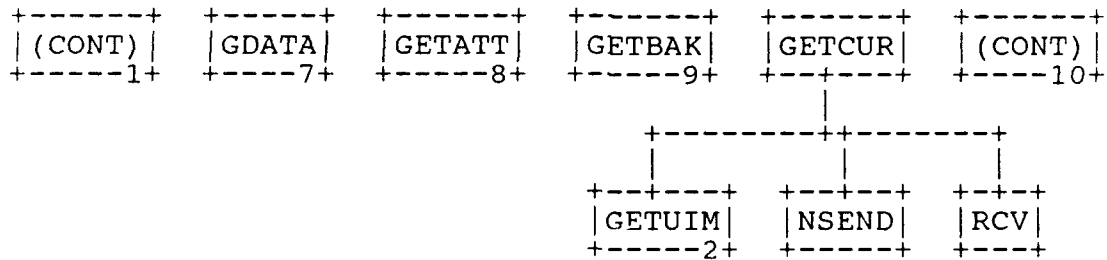 (CONT) GDATA GETATT GETBAK GETCUR (CONT)
1 7 8 9 10
GETUIM NSEND RCV
2